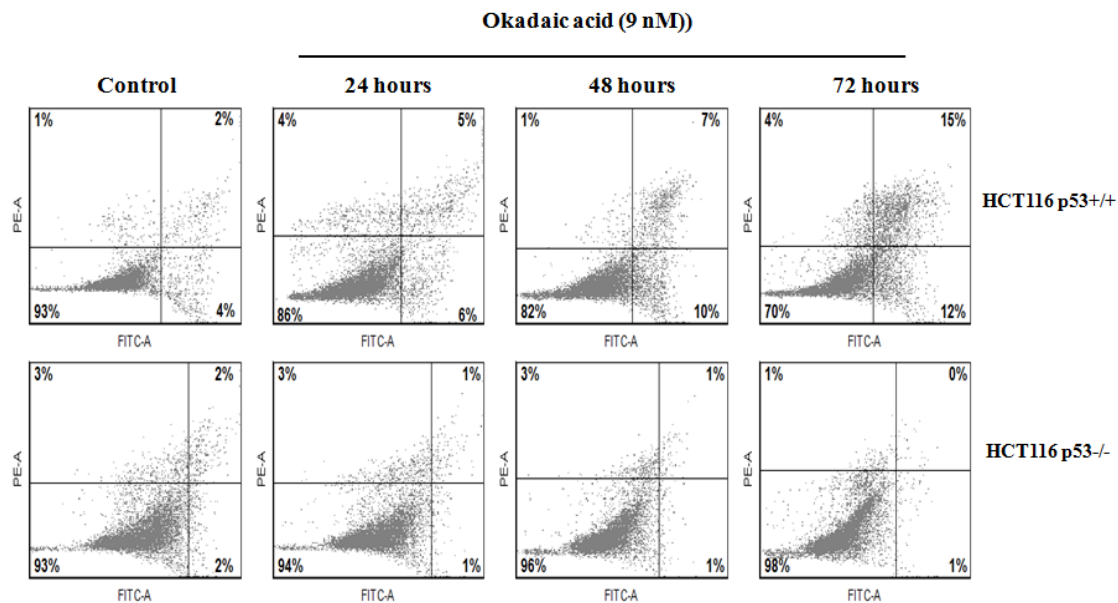 Okadaic acid (9 nM))
Control 24 hours 48 hours 72 hours
1% 2% 4% 5% 1% 7% 4% 15%
HCT116 p53+/+
PE-A PE-A PE-A PE-A
93% 4% 86% 6% 82% 10% 70% 12%
FITC-A FITC-A FITC-A FITC-A
3% 2% 3% 1% 3% 1% 1% 0%
HCT116 p53-/-
PE-A PE-A PE-A PE-A
93% 2% 94% 1% 96% 1% 98% 1%
FITC-A FITC-A FITC-A FITC-A